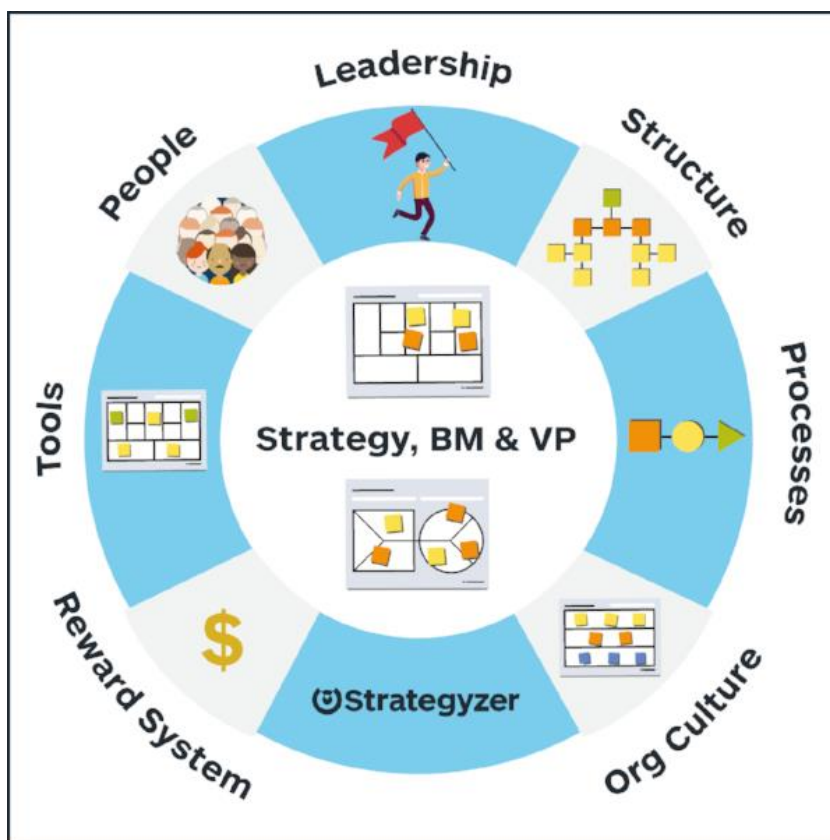 Leadership
People
Structure
Tools
Strategy, BM & VP
Processes
Reward System
$
Strategyzer
Org Culture